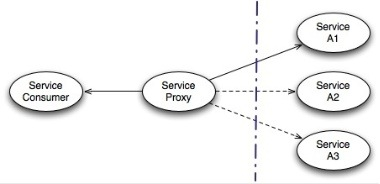 Service
Consumer
Service
Proxy
Service
A1
Service
A2
Service
A3